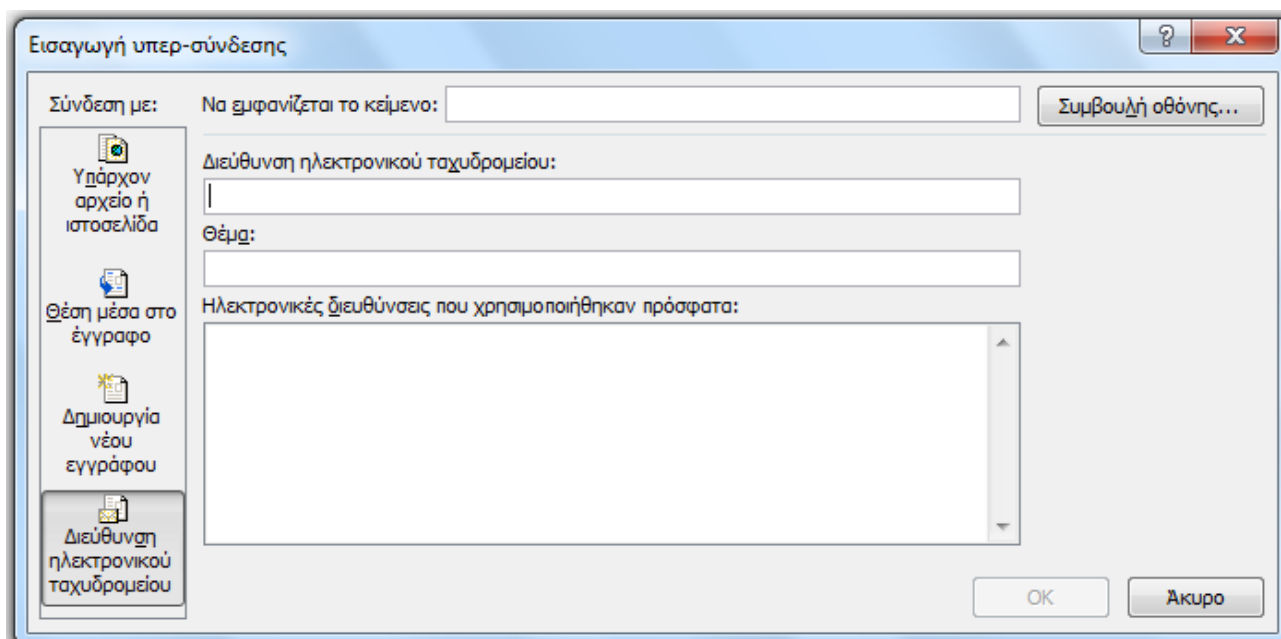 Εισαγωγή υπερ-σύνδεσης
Σύνδεση με:
Να εμφανίζεται το κείμενο:
Συμβουλή οθόνης...
Υπάρχον
αρχείο ή
ιστοσελίδα
Θέση μέσα στο
έγγραφο
Δημιουργία
νέου
εγγράφου
Διεύθυνση
ηλεκτρονικού
ταχυδρομείου
Διεύθυνση ηλεκτρονικού ταχυδρομείου:
Θέμα:
Ηλεκτρονικές διευθύνσεις που χρησιμοποιήθηκαν πρόσφατα:
OK
Άκυρο